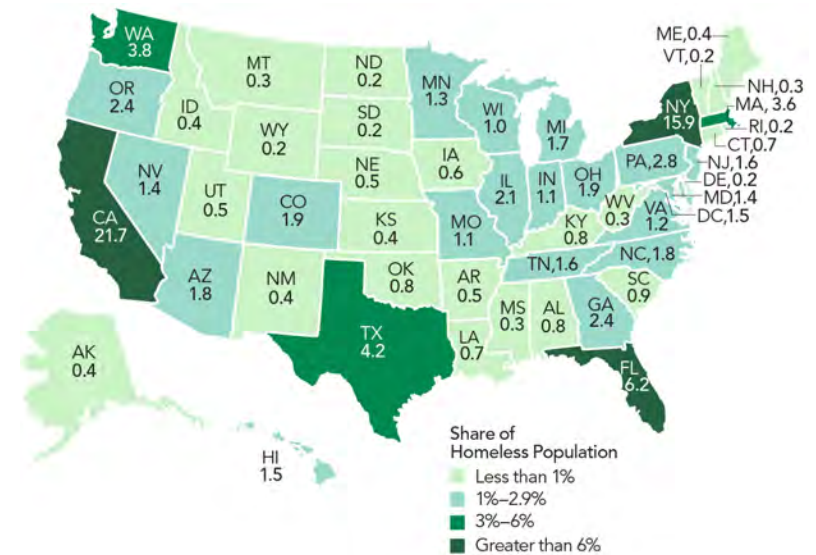 WA
3.8
OR
2.4
CA
21.7
NV
1.4
ID
0.4
MT
0.3
WY
0.2
UT
0.5
AZ
1.8
CO
1.9
NM
0.4
ND
0.2
SD
0.2
NE
0.5
KS
0.4
OK
0.8
TX
4.2
MN
1.3
IA
0.6
MO
1.1
AR
0.5
LA
0.7
WI
1.0
IL
2.1
MI
1.7
IN
1.1
OH
1.9
KY
0.8
TN,1.6
MS
0.3
AL
0.8
GA
2.4
FL
6.2
SC
0.9
NC,1.8
WV
0.3
VA
1.2
PA,2.8
NY
15.9
ME,0.4
VT,0.2
NH,0.3
MA, 3.6
RI,0.2
CT,0.7
NJ,1.6
DE,0.2
MD,1.4
DC,1.5
AK
0.4
HI
1.5
Share of
Homeless Population
Less than 1%
1%–2.9%
3%–6%
Greater than 6%